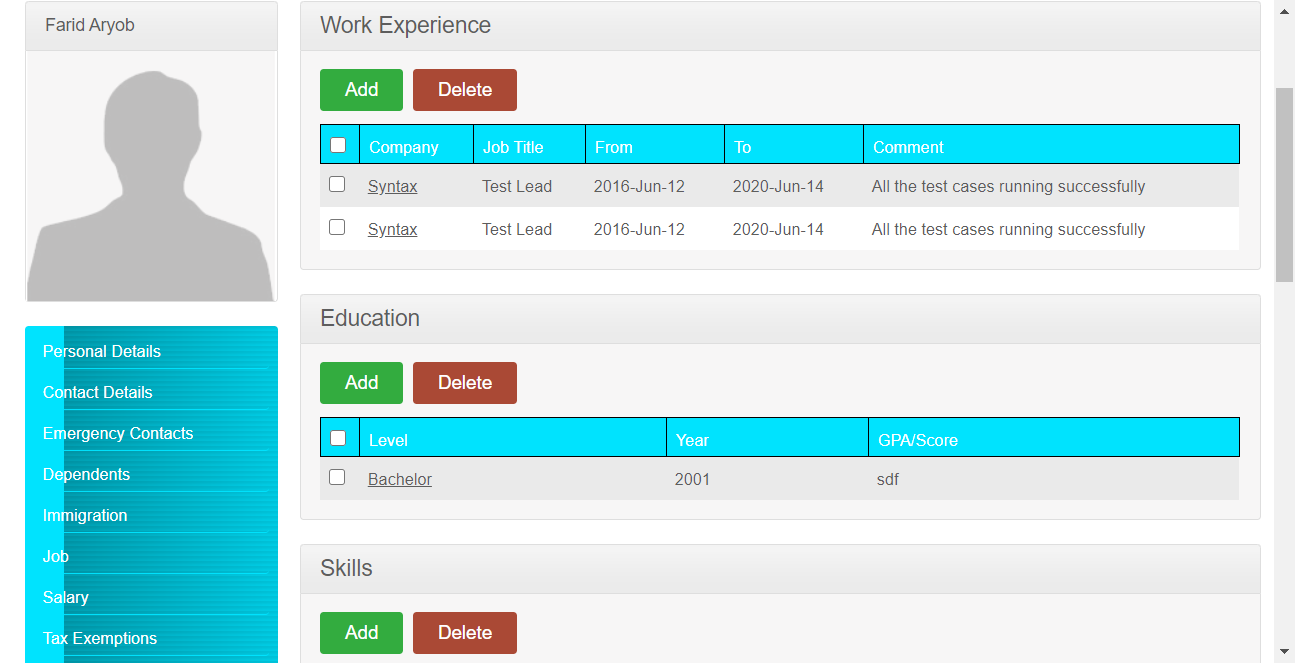 Farid Aryob
Personal Details
Contact Details
Emergency Contacts
Dependents
Immigration
Job
Salary
Tax Exemptions
Work Experience
Add Delete
Company Job Title From To Comment
Syntax Test Lead 2016-Jun-12 2020-Jun-14 All the test cases running successfully
Syntax Test Lead 2016-Jun-12 2020-Jun-14 All the test cases running successfully
Education
Add Delete
Level Year GPA/Score
Bachelor 2001 sdf
Skills
Add Delete